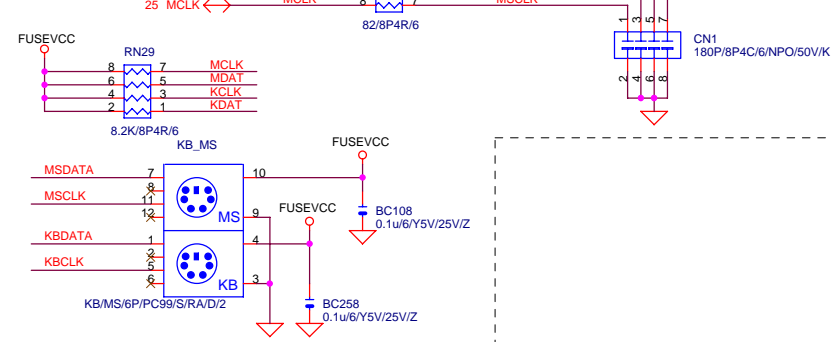 25 MCLK
MCLK
8
7
MSCLK
82/8P4R/6
1
3
5
7
CN1
180P/8P4C/6/NPO/50V/K
2
4
6
8
FUSEVCC
RN29
8
7
MCLK
6
5
MDAT
4
3
KCLK
2
1
KDAT
8.2K/8P4R/6
KB_MS
FUSEVCC
MSDATA
7
10
8
MSCLK
11
12
MS
9
BC108
0.1u/6/Y5V/25V/Z
FUSEVCC
KBDATA
1
4
2
KBCLK
5
6
KB
3
KB/MS/6P/PC99/S/RA/D/2
BC258
0.1u/6/Y5V/25V/Z